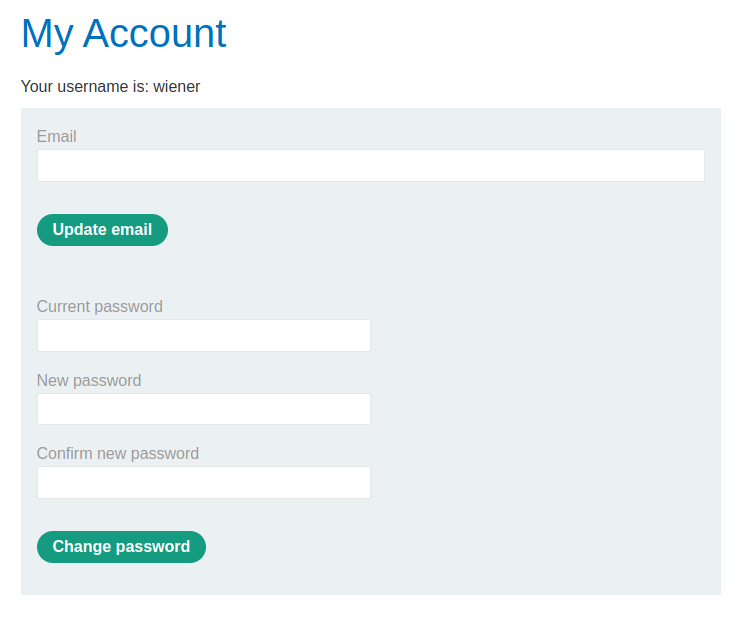 My Account
Your username is: wiener
Email
Update email
Current password
New password
Confirm new password
Change password